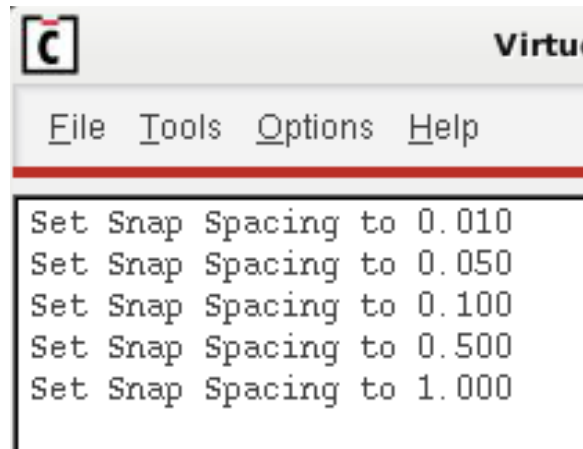 Virtu
File Tools Options Help
Set Snap Spacing to 0.010
Set Snap Spacing to 0.050
Set Snap Spacing to 0.100
Set Snap Spacing to 0.500
Set Snap Spacing to 1.000